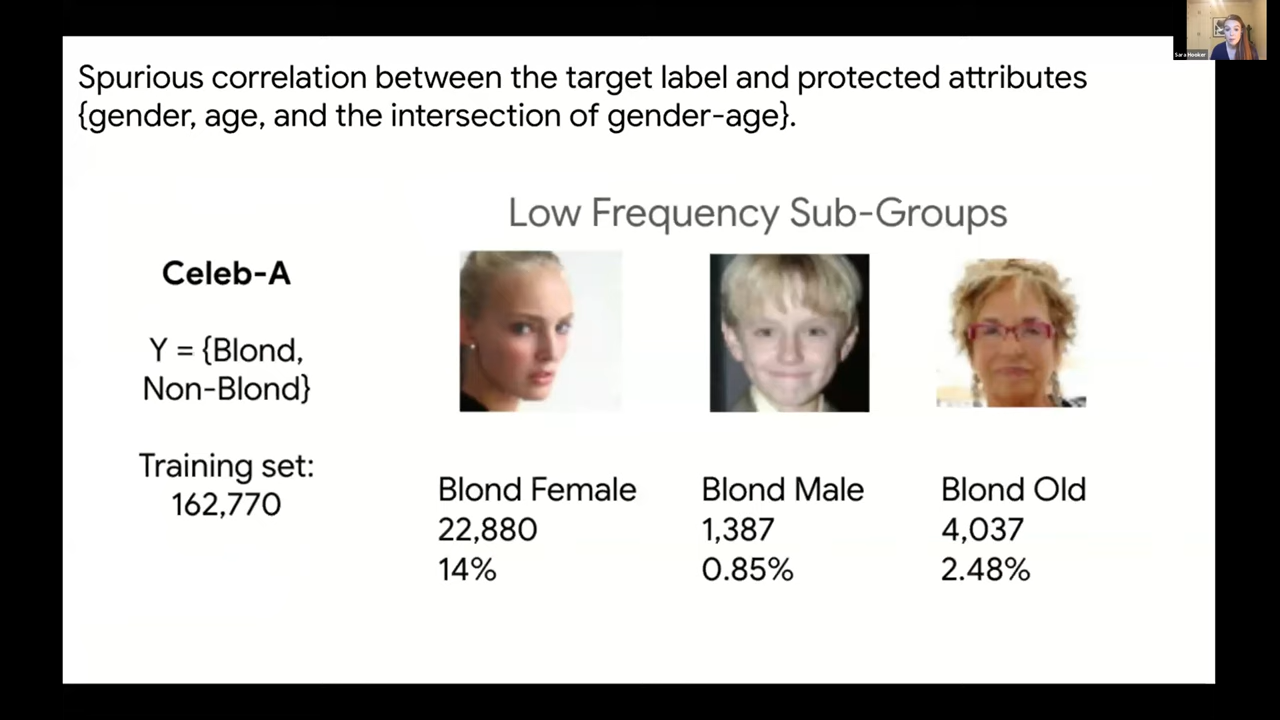 Sara Hooker
Spurious correlation between the target label and protected attributes
{gender, age, and the intersection of gender-age}.
Low Frequency Sub-Groups
Celeb-A
Y = {Blond,
Non-Blond}
Training set:
162,770
Blond Female
22,880
14%
Blond Male
1,387
0.85%
Blond Old
4,037
2.48%